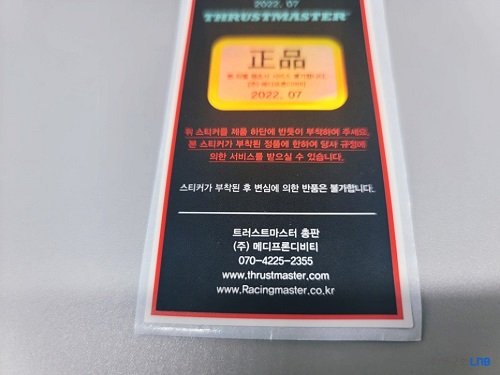 2022. 07
THRUSTMASTER
正品
2022. 07
위 스티커를 제품 하단에 반듯이 부착하여 주세요.
본 스티커가 부착된 정품에 한하여 당사 규정에
의한 서비스를 받으실 수 있습니다.
스티커가 부착된 후 변심에 의한 반품은 불가합니다.
트러스트마스터 총판
(주) 메디프론디비티
070-4225-2355
www.thrustmaster.com
www.Racingmaster.co.kr